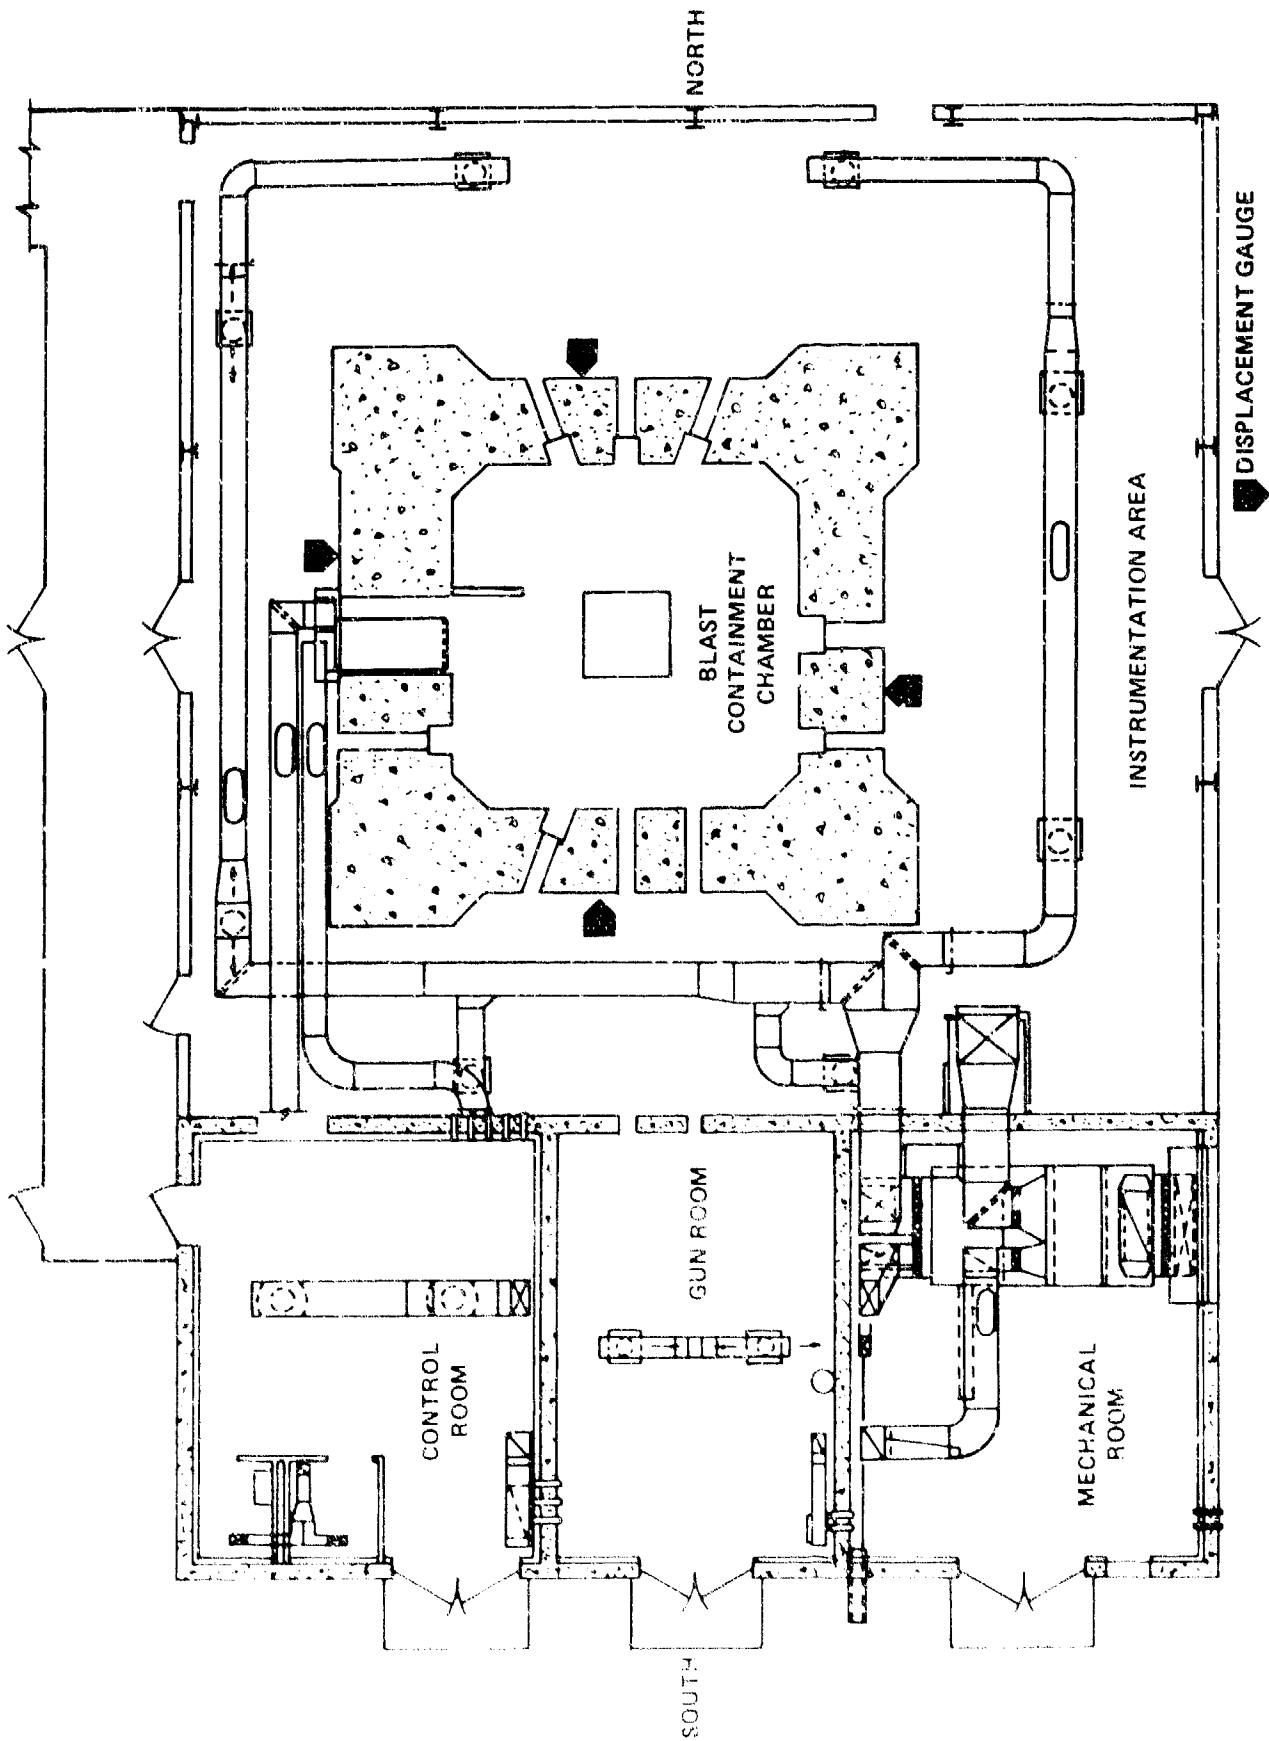 NORTH
DISPLACEMENT GAUGE
BLAST
CONTAINMENT
CHAMBER
INSTRUMENTATION AREA
GUN ROOM
CONTROL
ROOM
MECHANICAL
ROOM
SOUTH